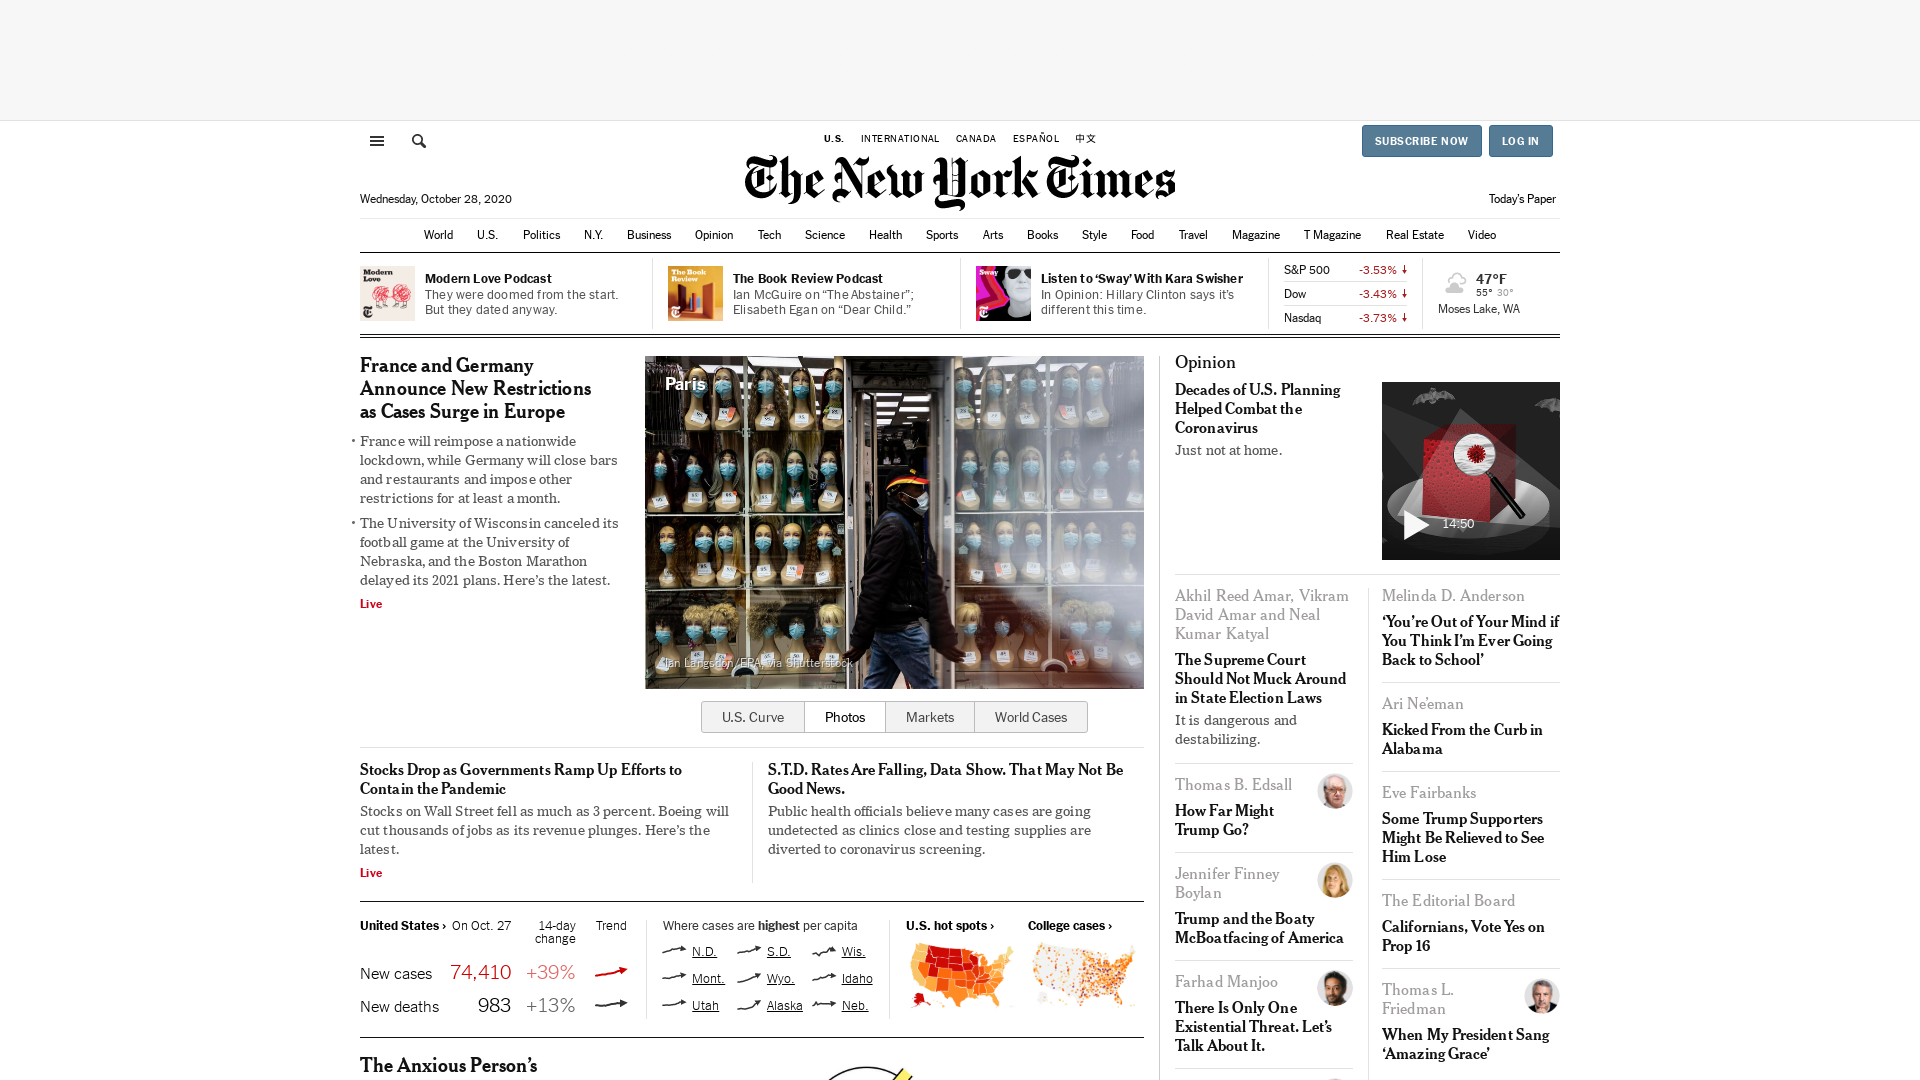 U.S. INTERNATIONAL CANADA ESPAÑOL 中文
SUBSCRIBE NOW LOG IN
The New York Times
Wednesday, October 28, 2020
Today's Paper
World U.S. Politics N.Y. Business Opinion Tech Science Health Sports Arts Books Style Food Travel Magazine T Magazine Real Estate Video
Modern Love
Modern Love Podcast
They were doomed from the start.
But they dated anyway.
The Book Review
The Book Review Podcast
Ian McGuire on “The Abstainer”;
Elisabeth Egan on “Dear Child.”
Sway
Listen to ‘Sway’ With Kara Swisher
In Opinion: Hillary Clinton says it’s
different this time.
S&P 500 -3.53% ↓
Dow -3.43% ↓
Nasdaq -3.73% ↓
47°F
55° 30°
Moses Lake, WA
France and Germany
Announce New Restrictions
as Cases Surge in Europe
• France will reimpose a nationwide
lockdown, while Germany will close bars
and restaurants and impose other
restrictions for at least a month.
• The University of Wisconsin canceled its
football game at the University of
Nebraska, and the Boston Marathon
delayed its 2021 plans. Here’s the latest.
Live
Paris
Ian Langsdon/EPA, via Shutterstock
U.S. Curve Photos Markets World Cases
Stocks Drop as Governments Ramp Up Efforts to
Contain the Pandemic
Stocks on Wall Street fell as much as 3 percent. Boeing will
cut thousands of jobs as its revenue plunges. Here’s the
latest.
Live
S.T.D. Rates Are Falling, Data Show. That May Not Be
Good News.
Public health officials believe many cases are going
undetected as clinics close and testing supplies are
diverted to coronavirus screening.
United States › On Oct. 27 14-day
change Trend
New cases 74,410 +39%
New deaths 983 +13%
Where cases are highest per capita
N.D. S.D. Wis.
Mont. Wyo. Idaho
Utah Alaska Neb.
U.S. hot spots ›
College cases ›
The Anxious Person’s
Opinion
Decades of U.S. Planning
Helped Combat the
Coronavirus
Just not at home.
14:50
Akhil Reed Amar, Vikram
David Amar and Neal
Kumar Katyal
The Supreme Court
Should Not Muck Around
in State Election Laws
It is dangerous and
destabilizing.
Thomas B. Edsall
How Far Might
Trump Go?
Jennifer Finney
Boylan
Trump and the Boaty
McBoatfacing of America
Farhad Manjoo
There Is Only One
Existential Threat. Let’s
Talk About It.
Melinda D. Anderson
‘You’re Out of Your Mind if
You Think I’m Ever Going
Back to School’
Ari Ne’eman
Kicked From the Curb in
Alabama
Eve Fairbanks
Some Trump Supporters
Might Be Relieved to See
Him Lose
The Editorial Board
Californians, Vote Yes on
Prop 16
Thomas L.
Friedman
When My President Sang
‘Amazing Grace’